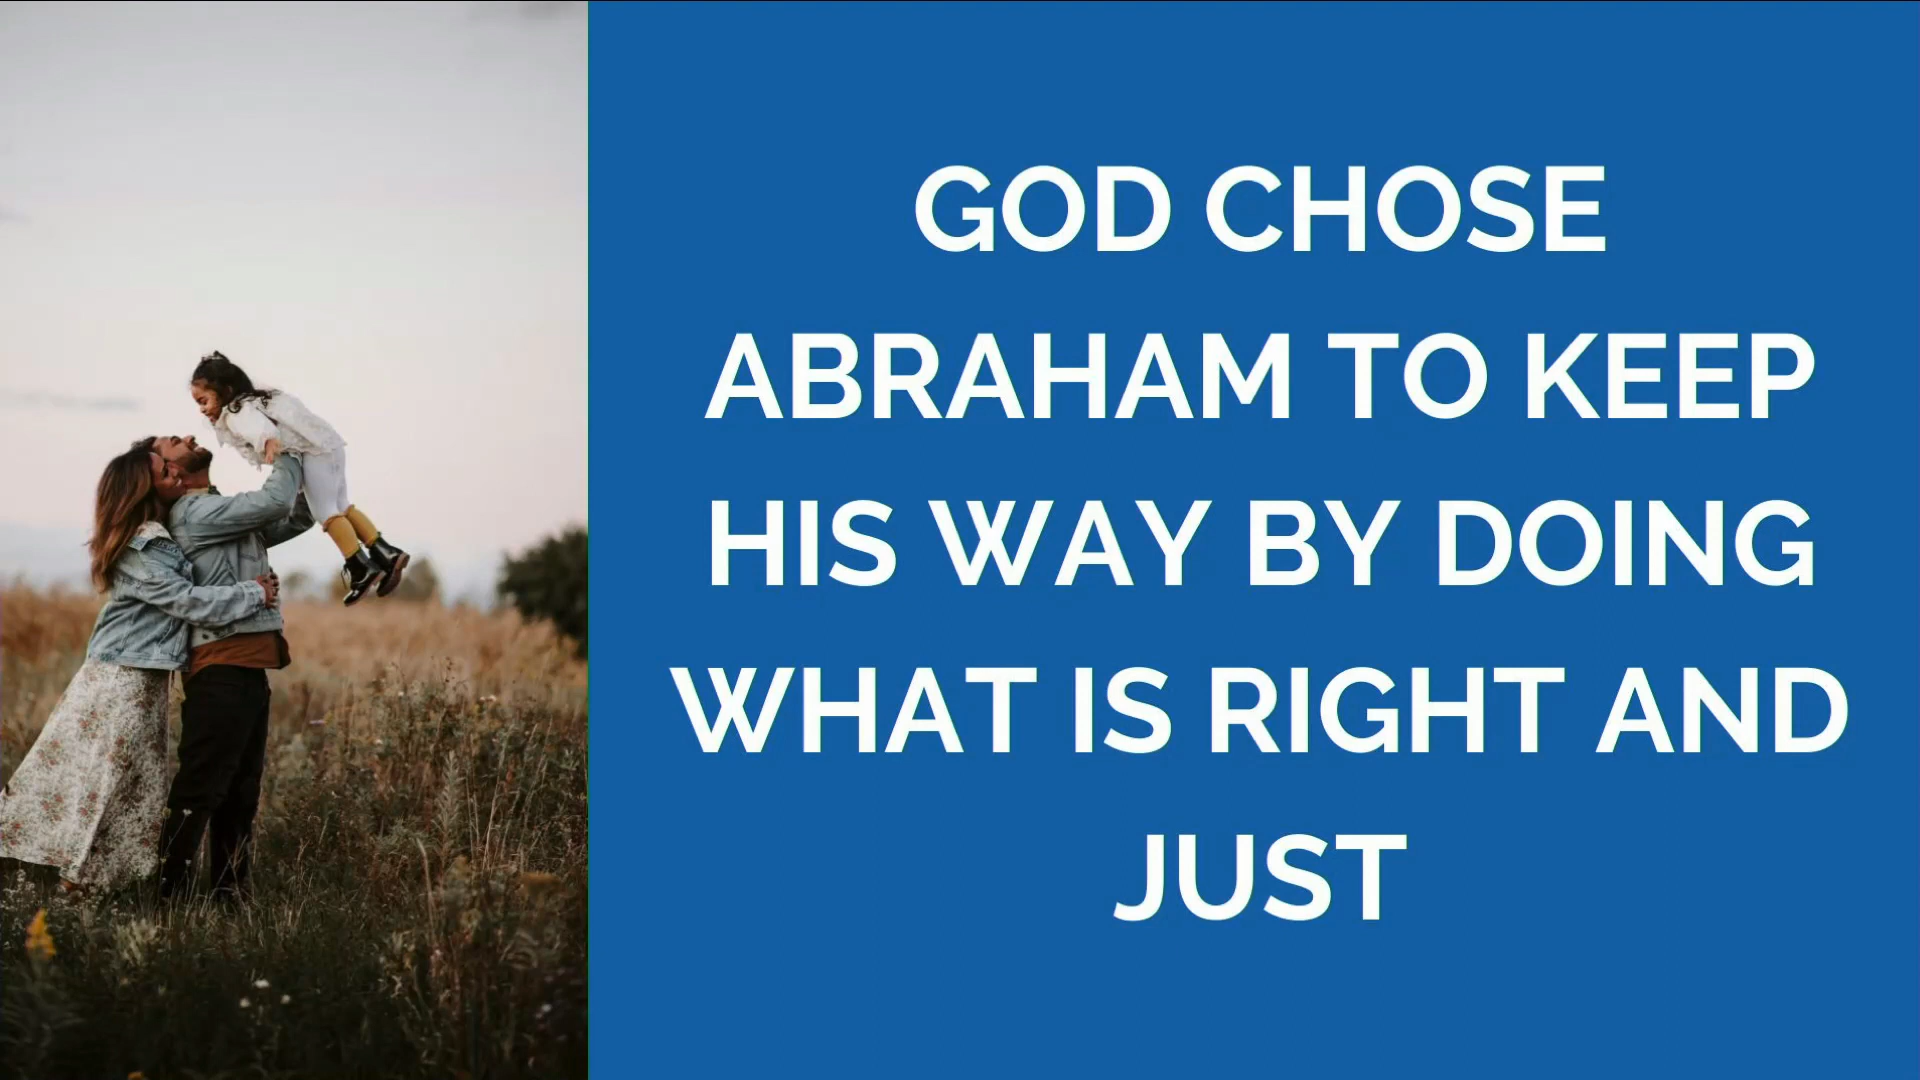 GOD CHOSE
ABRAHAM TO KEEP
HIS WAY BY DOING
WHAT IS RIGHT AND
JUST